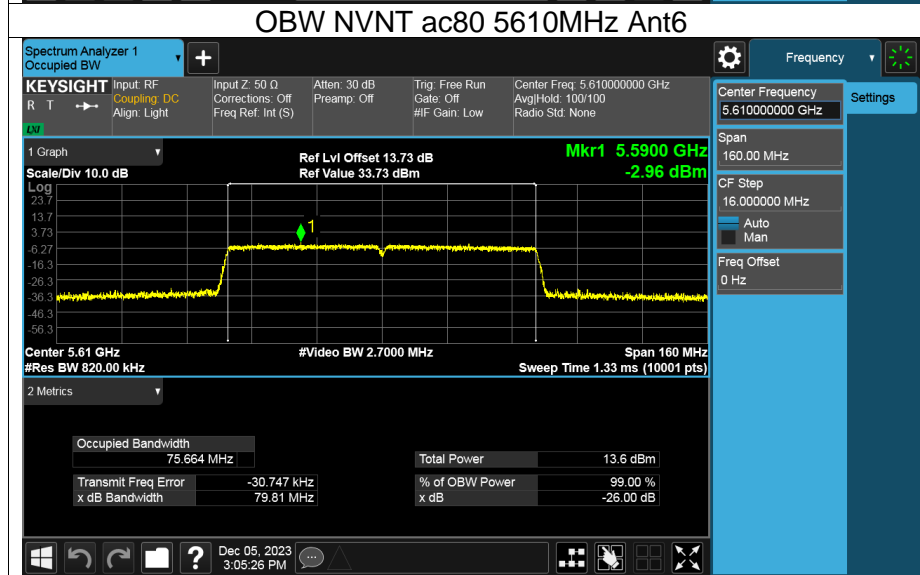 OBW NVNT ac80 5610MHz Ant6
Spectrum Analyzer 1
Occupied BW
+
Frequency
KEYSIGHT
R T
LXI
Input: RF
Coupling: DC
Align: Light
Input Z: 50 Ω
Corrections: Off
Freq Ref: Int (S)
Atten: 30 dB
Preamp: Off
Trig: Free Run
Gate: Off
#IF Gain: Low
Center Freq: 5.610000000 GHz
Avg|Hold: 100/100
Radio Std: None
Center Frequency
5.610000000 GHz
Settings
Span
160.00 MHz
CF Step
16.000000 MHz
Auto
Man
Freq Offset
0 Hz
1 Graph
Ref Lvl Offset 13.73 dB
Mkr1 5.5900 GHz
Scale/Div 10.0 dB
Ref Value 33.73 dBm
-2.96 dBm
Log
23.7
13.7
3.73
-6.27
-16.3
-26.3
-36.3
-46.3
-56.3
1
Center 5.61 GHz
#Video BW 2.7000 MHz
Span 160 MHz
#Res BW 820.00 kHz
Sweep Time 1.33 ms (10001 pts)
2 Metrics
Occupied Bandwidth
75.664 MHz
Total Power 13.6 dBm
Transmit Freq Error -30.747 kHz
% of OBW Power 99.00 %
x dB Bandwidth 79.81 MHz
x dB -26.00 dB
?
Dec 05, 2023
3:05:26 PM